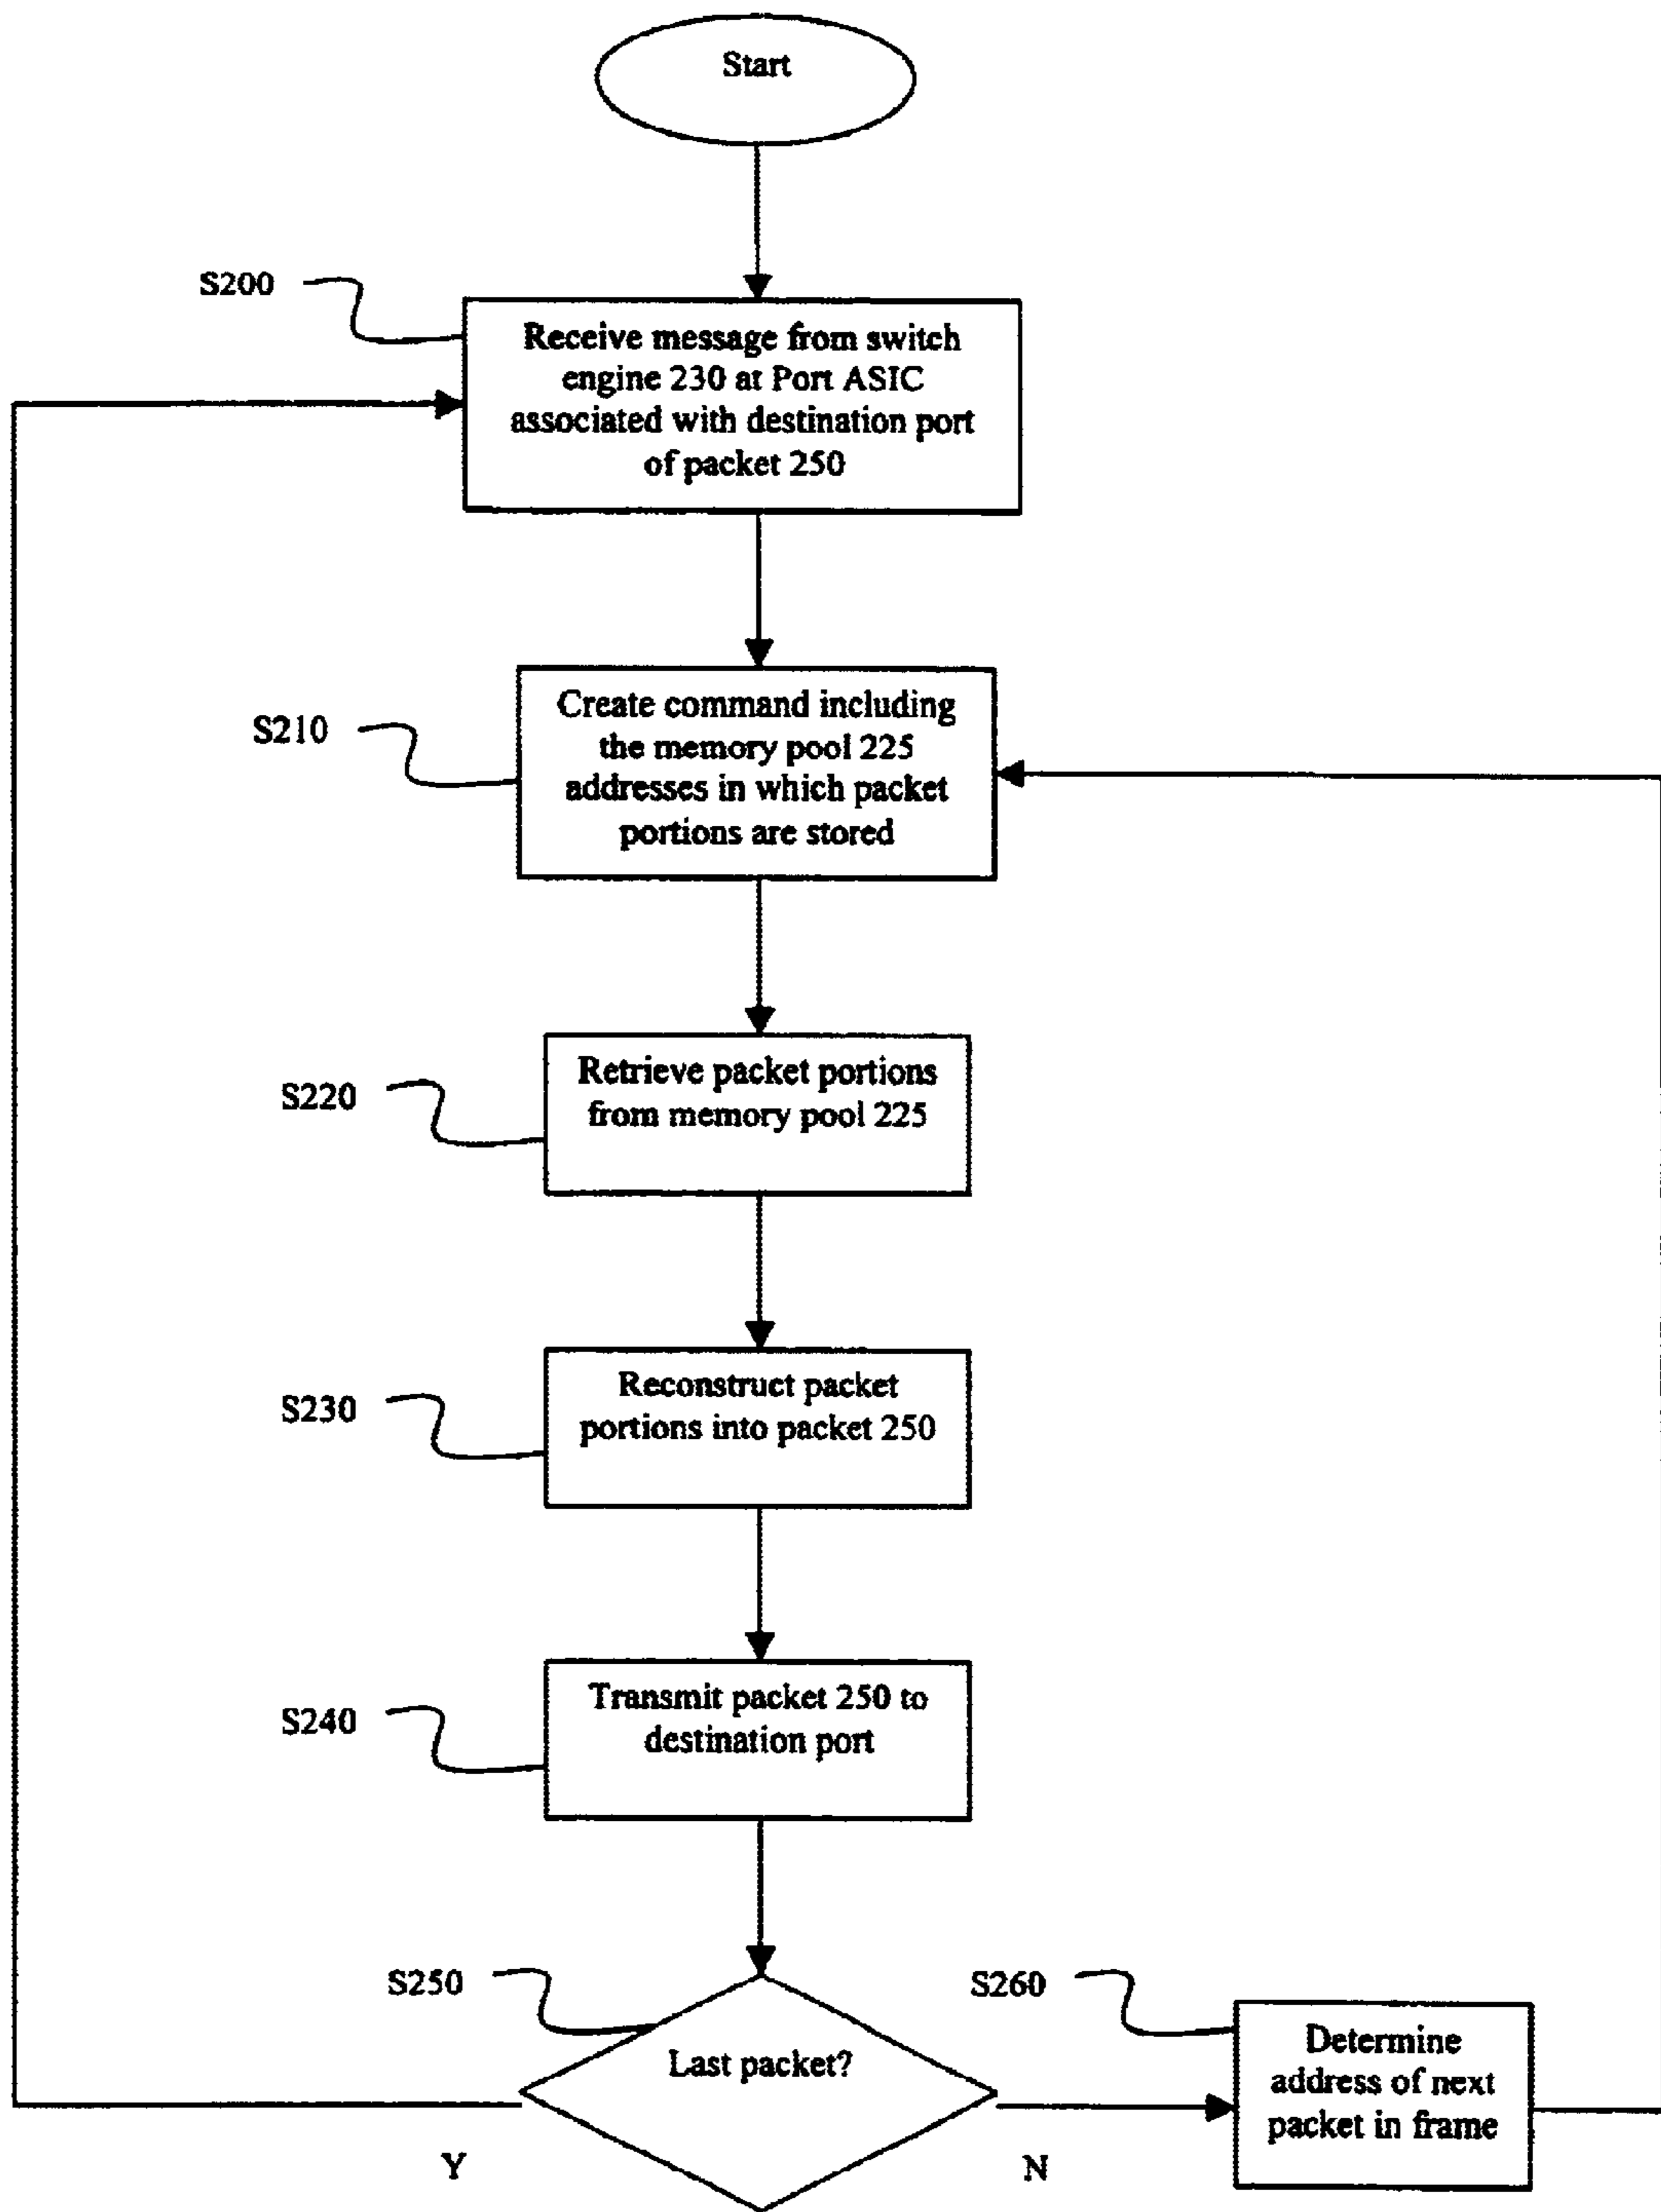 Start
S200
Receive message from switch
engine 230 at Port ASIC
associated with destination port
of packet 250
S210
Create command including
the memory pool 225
addresses in which packet
portions are stored
S220
Retrieve packet portions
from memory pool 225
S230
Reconstruct packet
portions into packet 250
S240
Transmit packet 250 to
destination port
S250
Last packet?
S260
Determine
address of next
packet in frame
Y
N